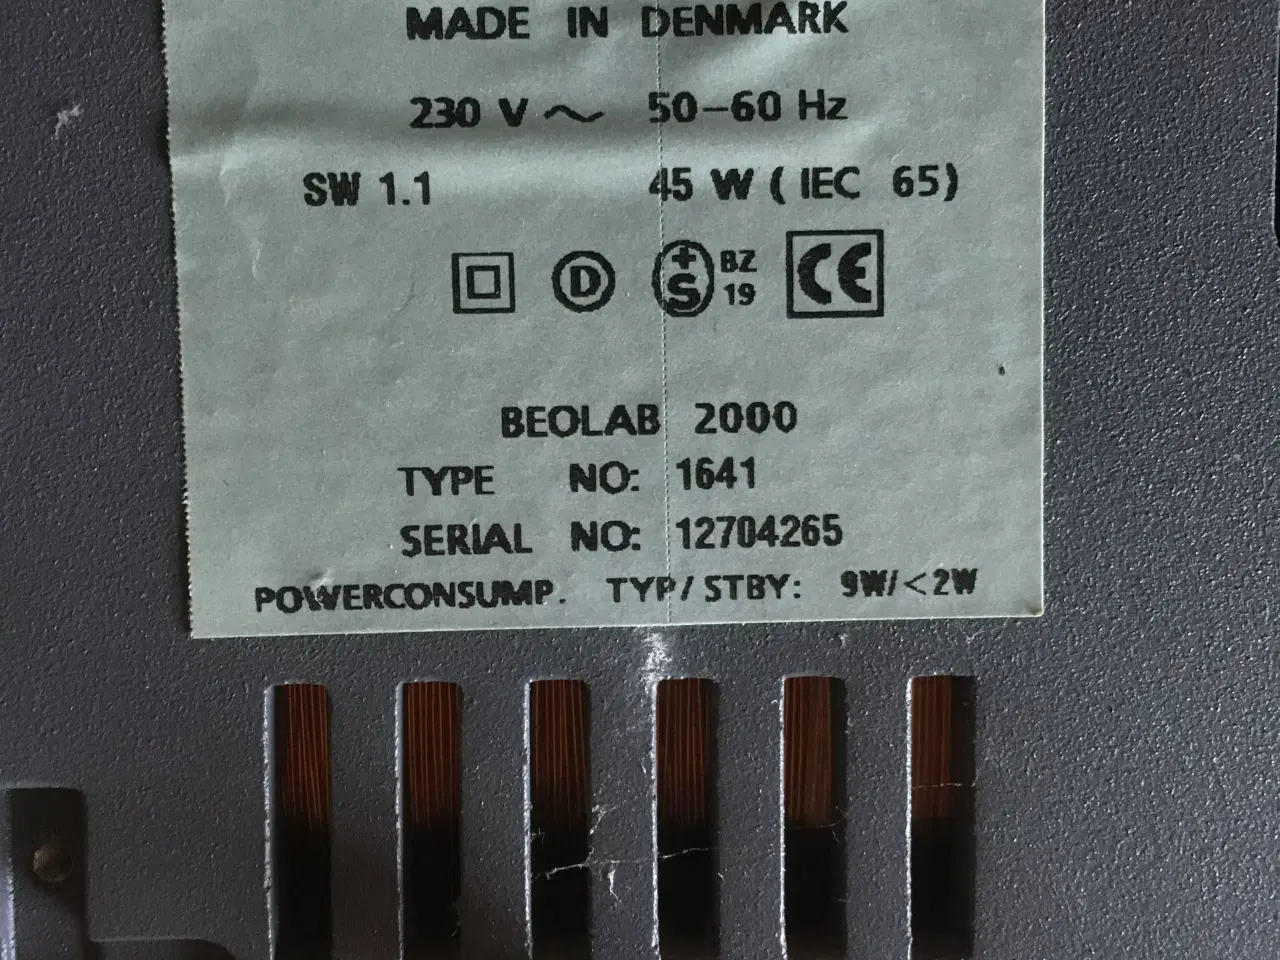 MADE IN DENMARK
230 V ~ 50-60 Hz
SW 1.1 45 W ( IEC 65)
D +S BZ 19 CE
BEOLAB 2000
TYPE NO: 1641
SERIAL NO: 12704265
POWERCONSUMP. TYP/STBY: 9W/<2W